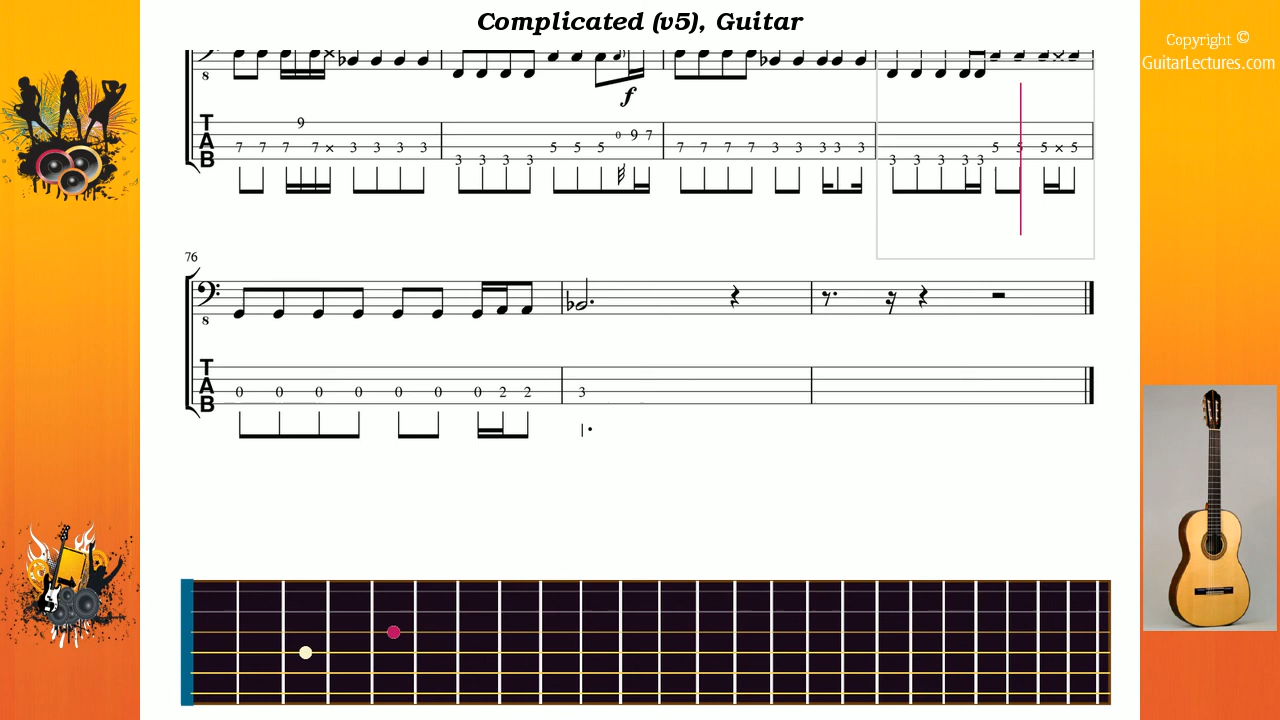 Complicated (v5), Guitar
Copyright ©
GuitarLectures.com
8
f
T
A
B
9
7 7 7 7 × 3 3 3 3 3 3 3 3 5 5 5 0 9 7 7 7 7 7 3 3 3 3 3 3 3 3 3 3 5 5 5 × 5
76
8
T
A
B
0 0 0 0 0 0 0 2 2 3